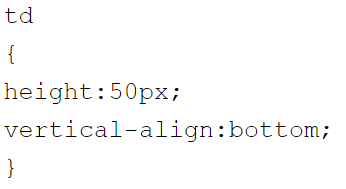 td
{
height:50px;
vertical-align:bottom;
}